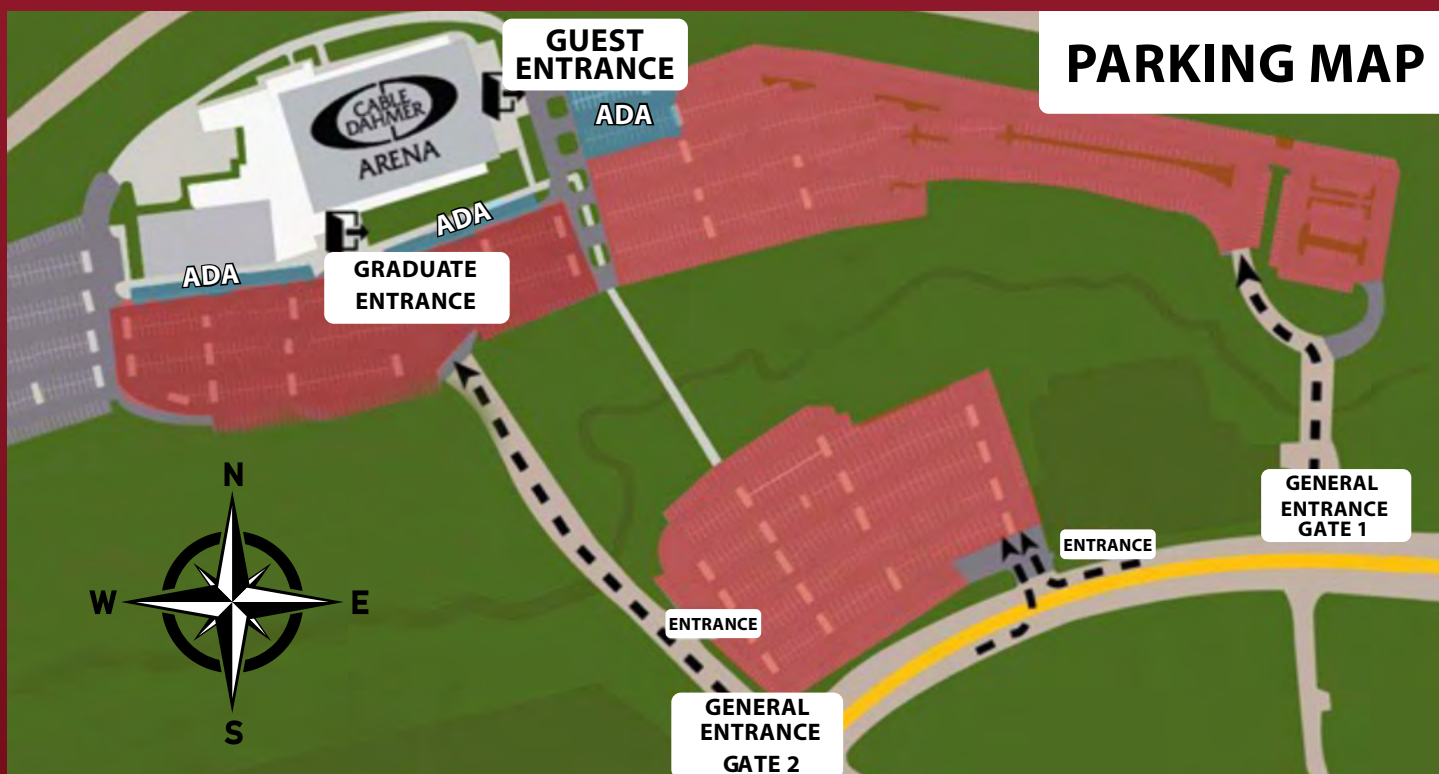 PARKING MAP
GUEST
ENTRANCE
CABLE
DAHMER
ARENA
ADA
ADA
ADA
GRADUATE
ENTRANCE
GENERAL
ENTRANCE
GATE 1
ENTRANCE
ENTRANCE
GENERAL
ENTRANCE
GATE 2
N
W
E
S